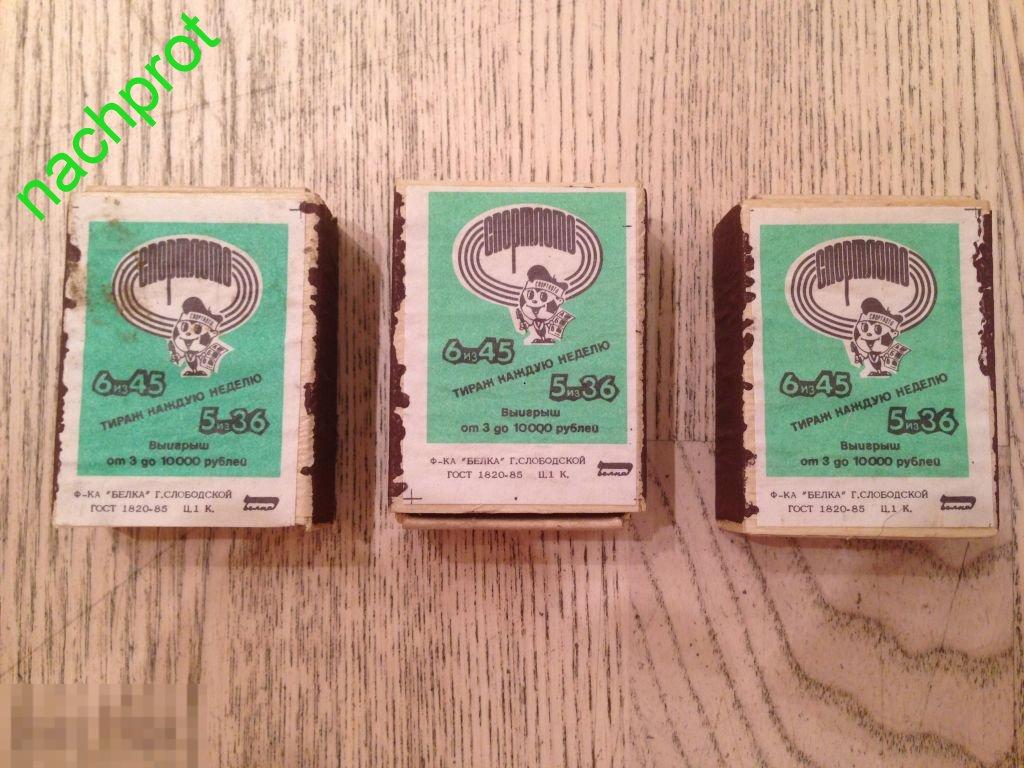 nachprot
спортлото
СПОРТЛОТО
6 из 45
ТИРАЖ КАЖДУЮ НЕДЕЛЮ
5 из 36
Выигрыш
от 3 до 10000 рублей
Ф-КА "БЕЛКА" Г.СЛОБОДСКОЙ
ГОСТ 1820-85 Ц.1 К.
Белка
спортлото
СПОРТЛОТО
6 из 45
ТИРАЖ КАЖДУЮ НЕДЕЛЮ
5 из 36
Выигрыш
от 3 до 10000 рублей
Ф-КА "БЕЛКА" Г.СЛОБОДСКОЙ
ГОСТ 1820-85 Ц.1 К.
Белка
спортлото
СПОРТЛОТО
6 из 45
ТИРАЖ КАЖДУЮ НЕДЕЛЮ
5 из 36
Выигрыш
от 3 до 10000 рублей
Ф-КА "БЕЛКА" Г.СЛОБОДСКОЙ
ГОСТ 1820-85 Ц.1 К.
Белка